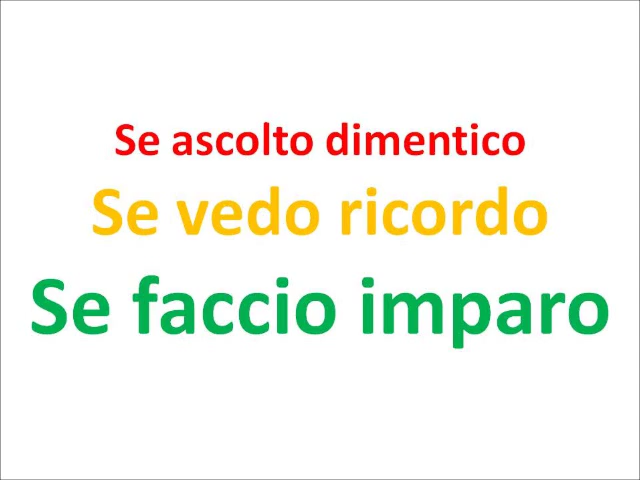 Se ascolto dimentico
Se vedo ricordo
Se faccio imparo